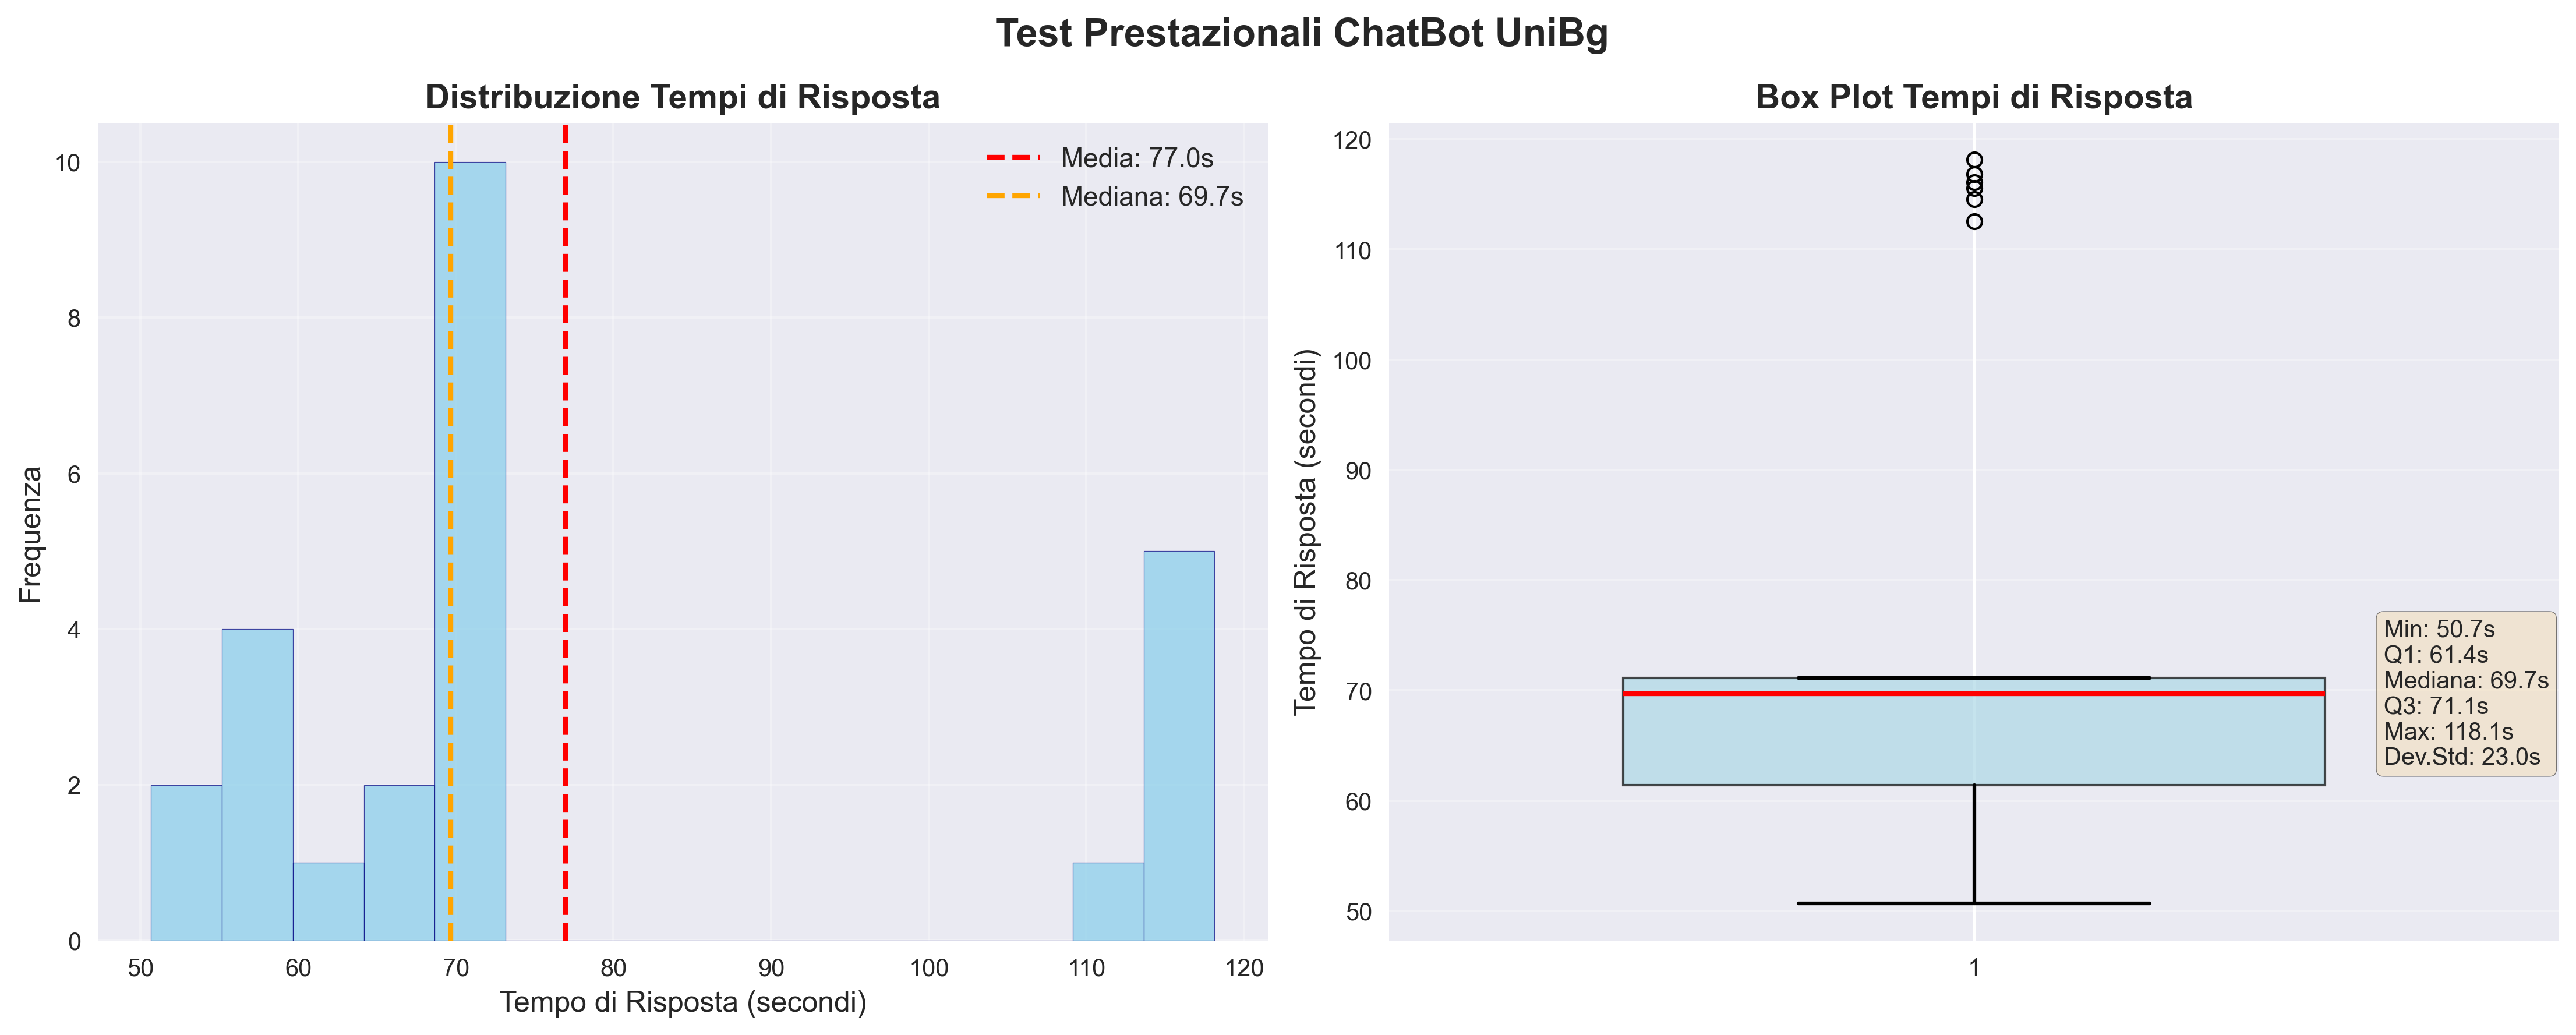 Test Prestazionali ChatBot UniBg
Distribuzione Tempi di Risposta
Frequenza
10
8
6
4
2
0
Media: 77.0s
Mediana: 69.7s
50 60 70 80 90 100 110 120
Tempo di Risposta (secondi)
Box Plot Tempi di Risposta
Tempo di Risposta (secondi)
120
110
100
90
80
70
60
50
Min: 50.7s
Q1: 61.4s
Mediana: 69.7s
Q3: 71.1s
Max: 118.1s
Dev.Std: 23.0s
1